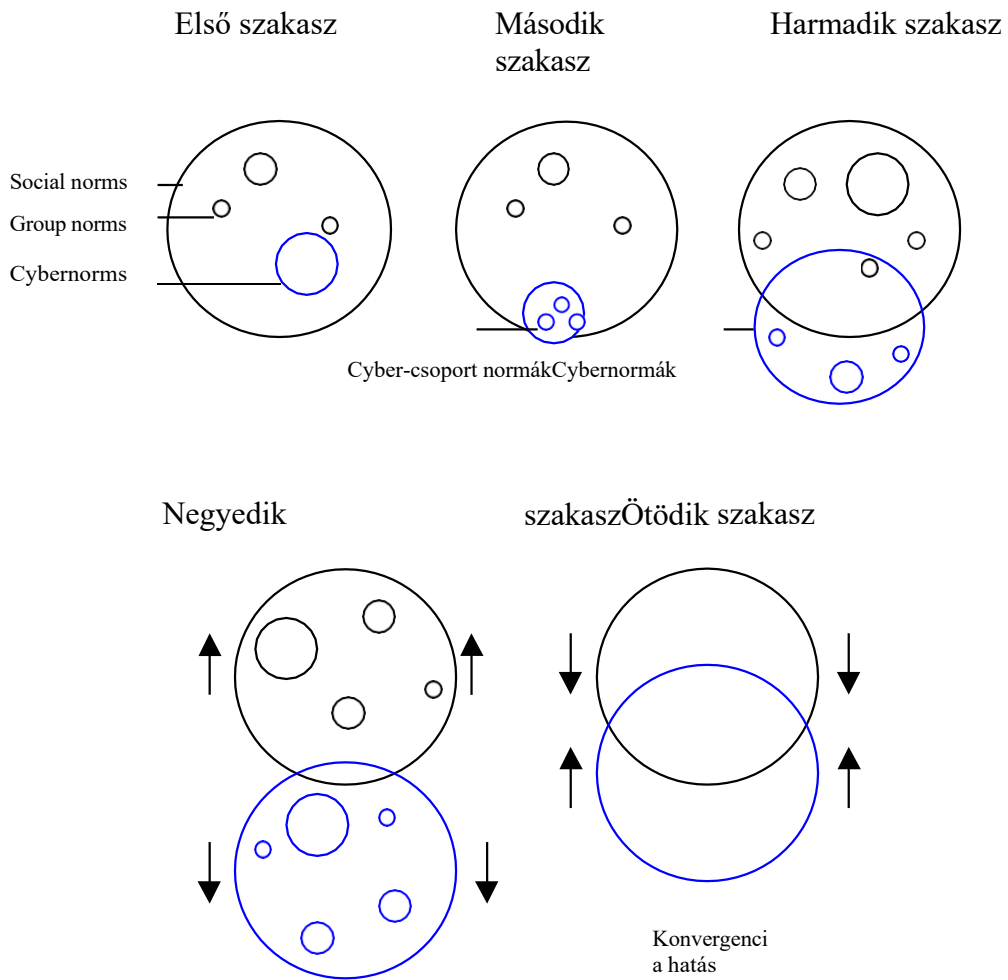 Első szakasz
Második
szakasz
Harmadik szakasz
Social norms
Group norms
Cybernorms
Cyber-csoport normákCybernormák
Negyedik
szakaszÖtödik szakasz
Konvergenci
a hatás